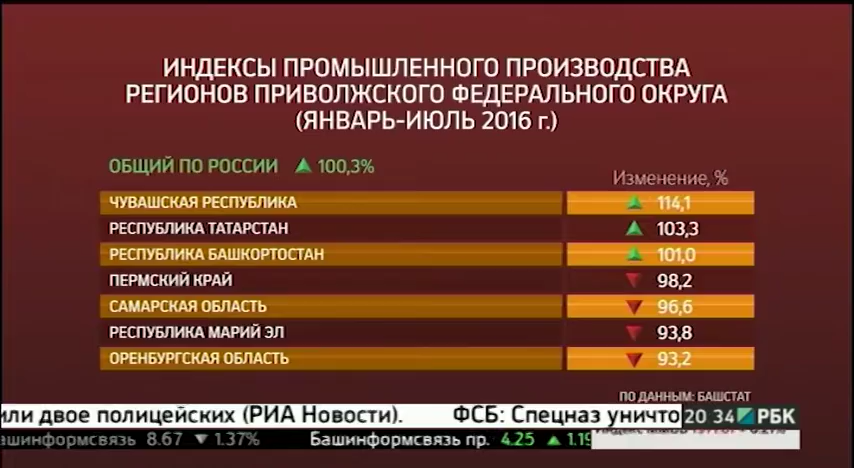 ИНДЕКСЫ ПРОМЫШЛЕННОГО ПРОИЗВОДСТВА
РЕГИОНОВ ПРИВОЛЖСКОГО ФЕДЕРАЛЬНОГО ОКРУГА
(ЯНВАРЬ-ИЮЛЬ 2016 г.)
ОБЩИЙ ПО РОССИИ ▲ 100,3%
Изменение, %
ЧУВАШСКАЯ РЕСПУБЛИКА ▲ 114,1
РЕСПУБЛИКА ТАТАРСТАН ▲ 103,3
РЕСПУБЛИКА БАШКОРТОСТАН ▲ 101,0
ПЕРМСКИЙ КРАЙ ▼ 98,2
САМАРСКАЯ ОБЛАСТЬ ▼ 96,6
РЕСПУБЛИКА МАРИЙ ЭЛ ▼ 93,8
ОРЕНБУРГСКАЯ ОБЛАСТЬ ▼ 93,2
ПО ДАННЫМ: БАШСТАТ
или двое полицейских (РИА Новости). ФСБ: Спецназ уничто 20 34 РБК
ашинформсвязь 8.67 ▼ 1.37% Башинформсвязь пр. 4.25 ▲ 1.19